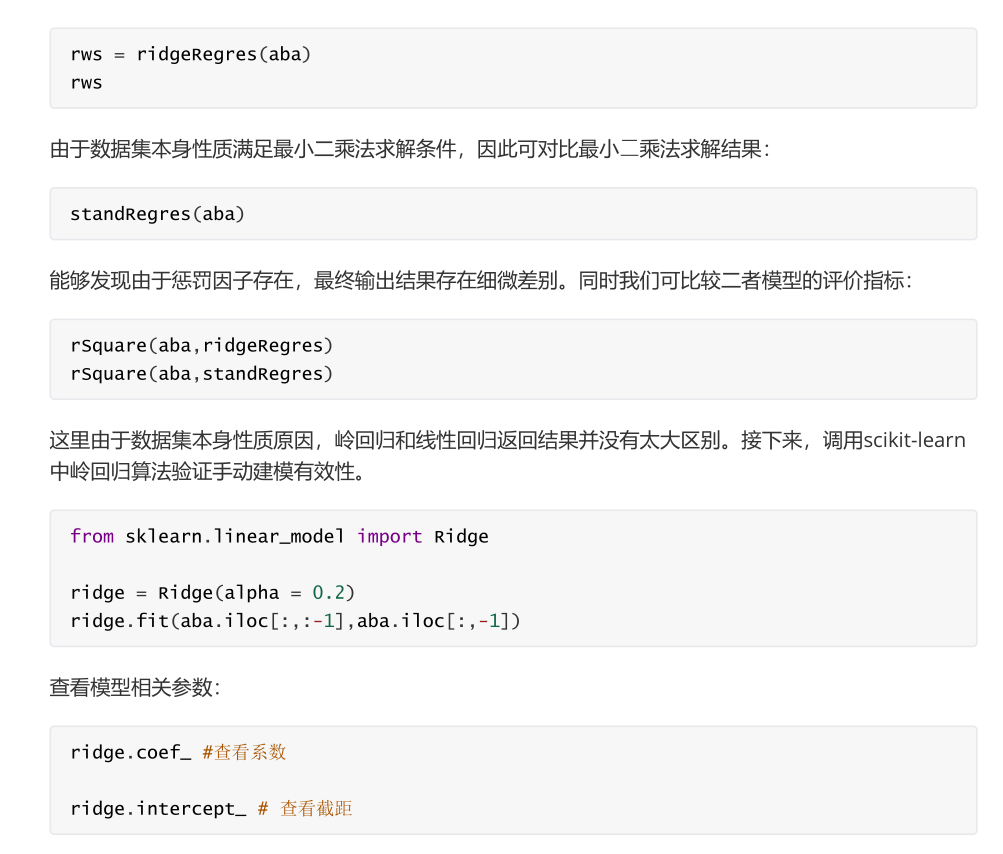 rws = ridgeRegres(aba)
rws
由于数据集本身性质满足最小二乘法求解条件，因此可对比最小二乘法求解结果：
standRegres(aba)
能够发现由于惩罚因子存在，最终输出结果存在细微差别。同时我们可比较二者模型的评价指标：
rSquare(aba,ridgeRegres)
rSquare(aba,standRegres)
这里由于数据集本身性质原因，岭回归和线性回归返回结果并没有太大区别。接下来，调用scikit-learn
中岭回归算法验证手动建模有效性。
from sklearn.linear_model import Ridge
ridge = Ridge(alpha = 0.2)
ridge.fit(aba.iloc[:,:-1],aba.iloc[:,-1])
查看模型相关参数：
ridge.coef_ #查看系数
ridge.intercept_ # 查看截距